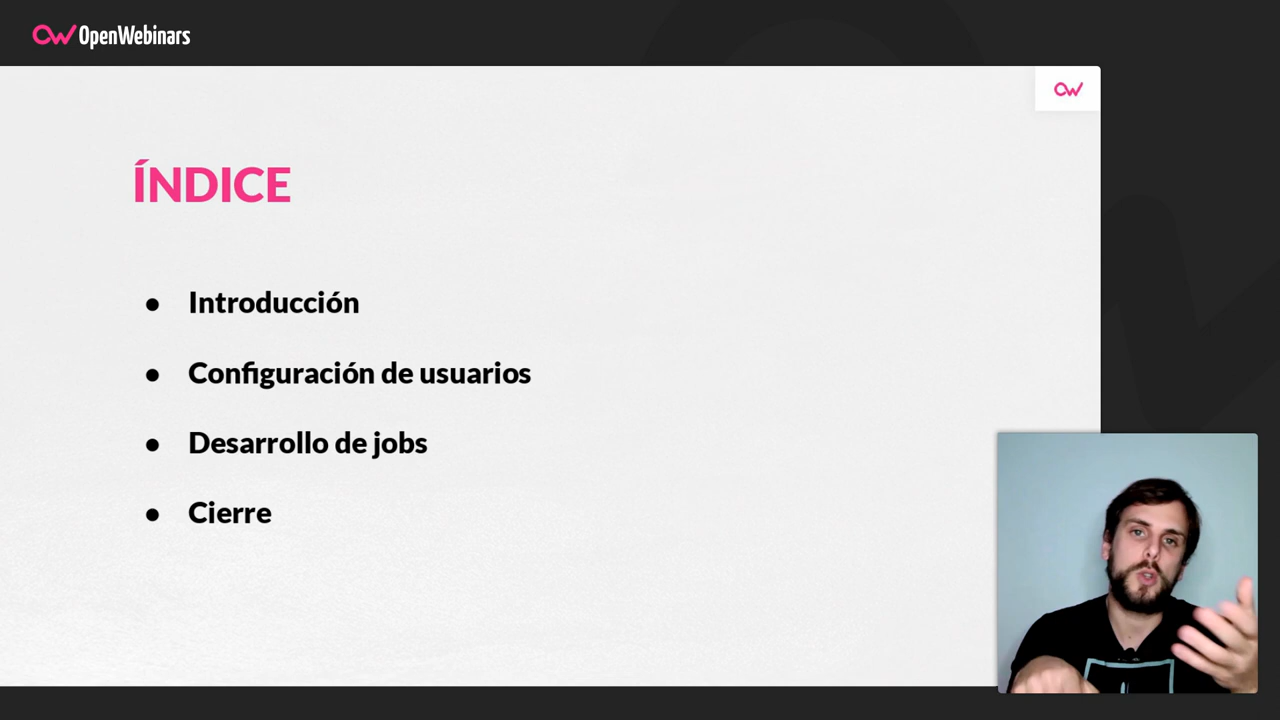 OpenWebinars
ÍNDICE
● Introducción
● Configuración de usuarios
● Desarrollo de jobs
● Cierre